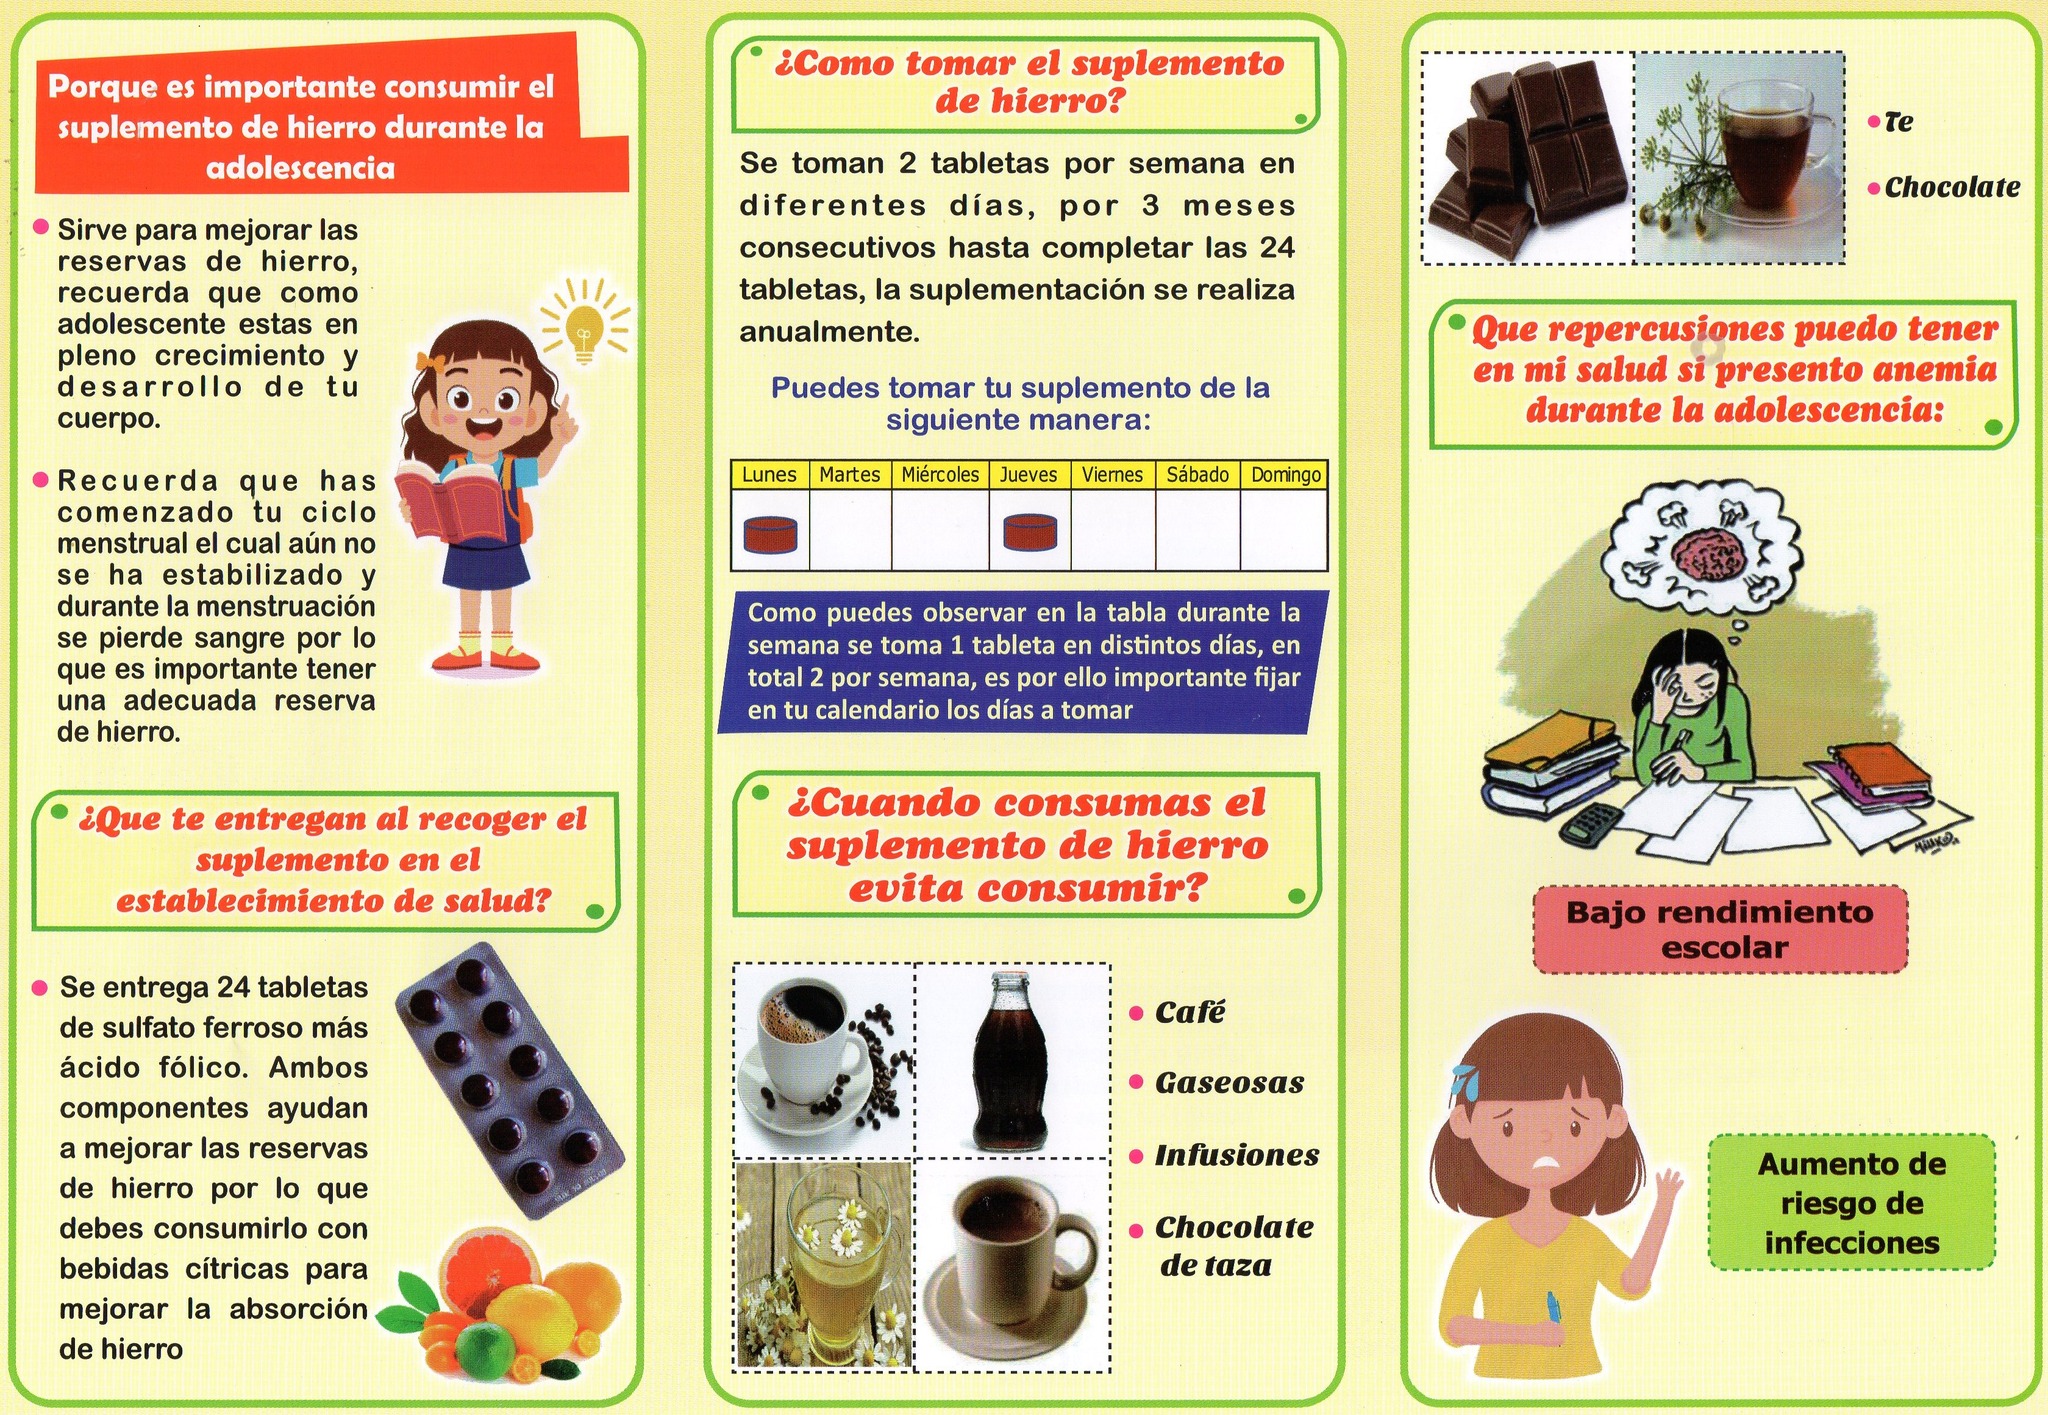 Porque es importante consumir el
suplemento de hierro durante la
adolescencia
Sirve para mejorar las
reservas de hierro,
recuerda que como
adolescente estas en
pleno crecimiento y
desarrollo de tu
cuerpo.
Recuerda que has
comenzado tu ciclo
menstrual el cual aún no
se ha estabilizado y
durante la menstruación
se pierde sangre por lo
que es importante tener
una adecuada reserva
de hierro.
¿Que te entregan al recoger el
suplemento en el
establecimiento de salud?
Se entrega 24 tabletas
de sulfato ferroso más
ácido fólico. Ambos
componentes ayudan
a mejorar las reservas
de hierro por lo que
debes consumirlo con
bebidas cítricas para
mejorar la absorción
de hierro
¿Como tomar el suplemento
de hierro?
Se toman 2 tabletas por semana en
diferentes días, por 3 meses
consecutivos hasta completar las 24
tabletas, la suplementación se realiza
anualmente.
Puedes tomar tu suplemento de la
siguiente manera:
Lunes Martes Miércoles Jueves Viernes Sábado Domingo
Como puedes observar en la tabla durante la
semana se toma 1 tableta en distintos días, en
total 2 por semana, es por ello importante fijar
en tu calendario los días a tomar
¿Cuando consumas el
suplemento de hierro
evita consumir?
Café
Gaseosas
Infusiones
Chocolate
de taza
Te
Chocolate
Que repercusiones puedo tener
en mi salud si presento anemia
durante la adolescencia:
Bajo rendimiento
escolar
Aumento de
riesgo de
infecciones